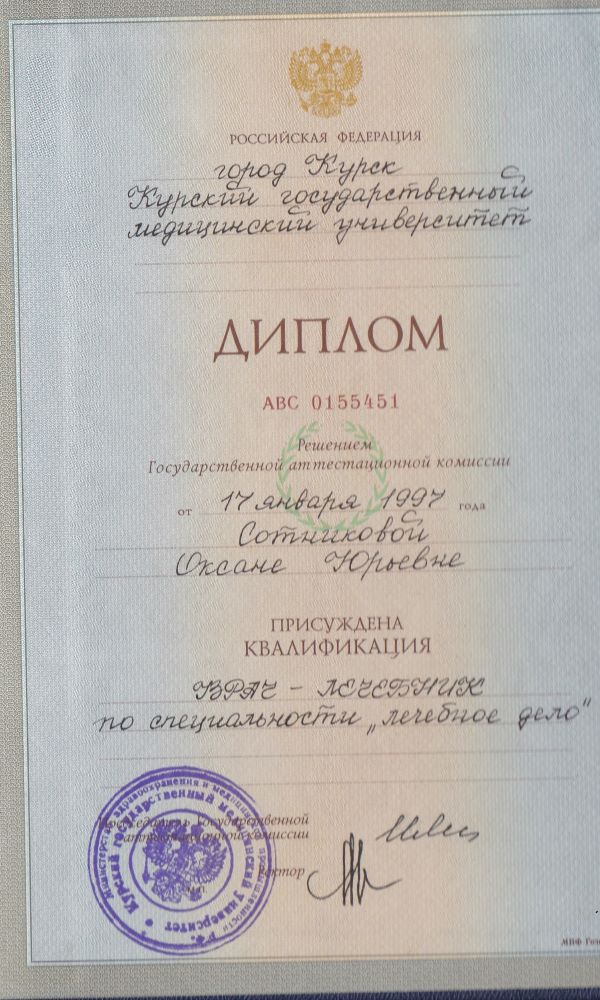 РОССИЙСКАЯ ФЕДЕРАЦИЯ
город Курск
Курский государственный
медицинский университет
ДИПЛОМ
АВС 0155451
Решением
Государственной аттестационной комиссии
от 17 января 1997 года
Сотниковой
Оксане Юрьевне
ПРИСУЖДЕНА
КВАЛИФИКАЦИЯ
ВРАЧ - ЛЕЧЕБНИК
по специальности „лечебное дело"
Председатель Государственной
аттестационной комиссии
Ректор
М.П.
Министерство здравоохранения и медицинской промышленности РФ
Курский государственный медицинский Университет
МПФ